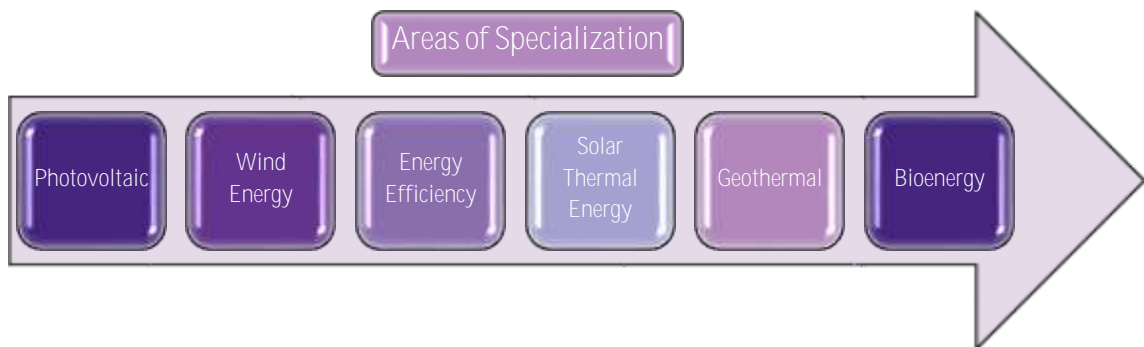 Areas of Specialization
Photovoltaic
Wind
Energy
Energy
Efficiency
Solar
Thermal
Energy
Geothermal
Bioenergy